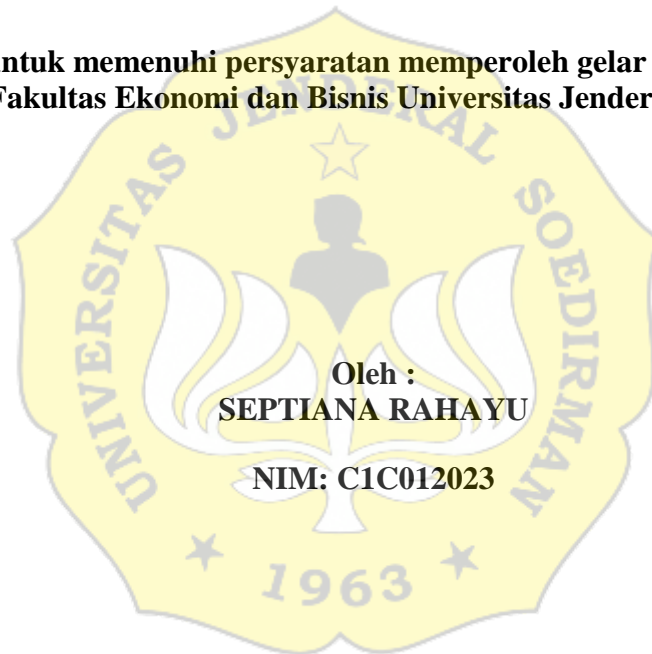 untuk memenuhi persyaratan memperoleh gelar
Fakultas Ekonomi dan Bisnis Universitas Jender
UNIVERSITAS JENDERAL SOEDIRMAN
Oleh :
SEPTIANA RAHAYU
NIM: C1C012023
1963